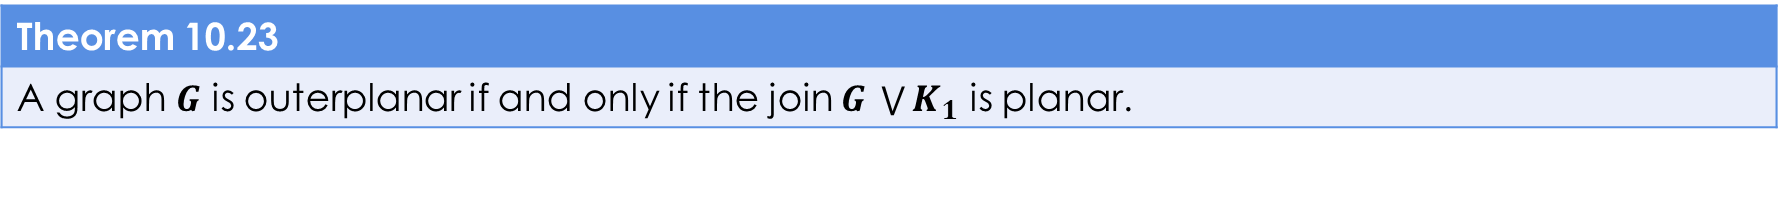 Theorem 10.23
A graph G is outerplanar if and only if the join G ∨ K₁ is planar.